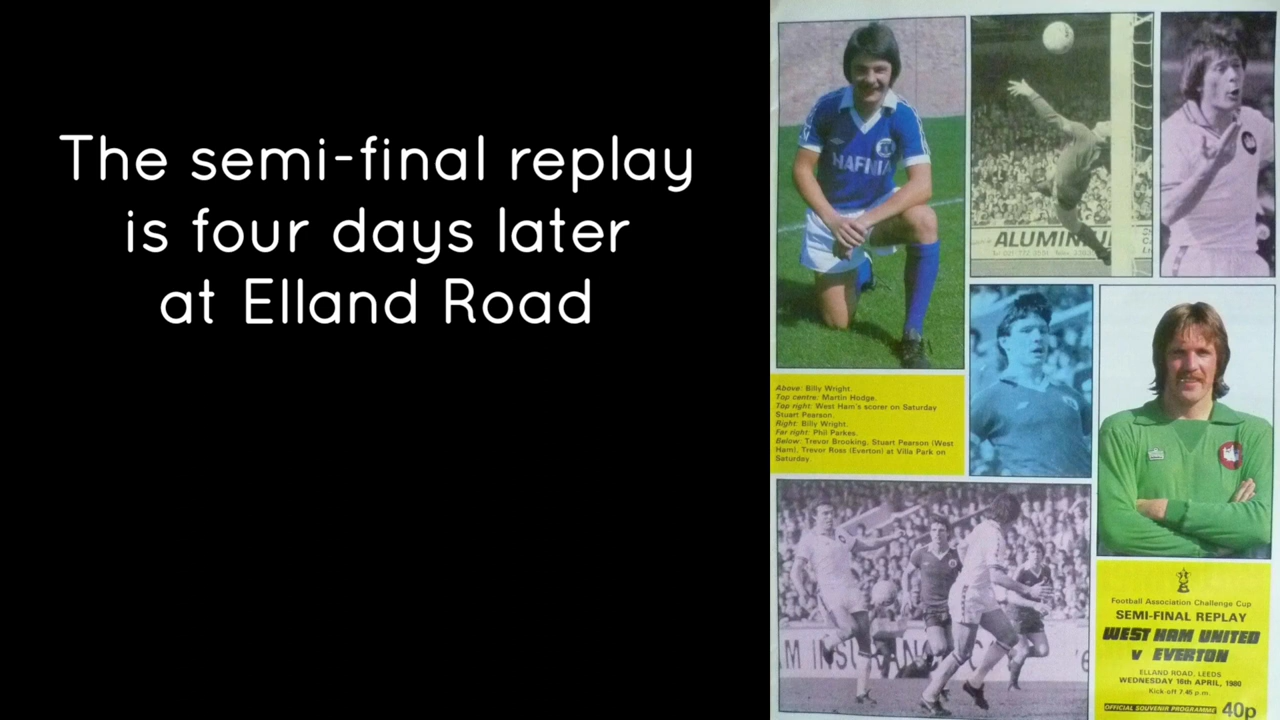 The semi-final replay
is four days later
at Elland Road
HAFNIA
ALUMINIU
Above: Billy Wright.
Top centre: Martin Hodge.
Top right: West Ham's scorer on Saturday
Stuart Pearson.
Right: Billy Wright.
Far right: Phil Parkes.
Below: Trevor Brooking, Stuart Pearson (West
Ham), Trevor Ross (Everton) at Villa Park on
Saturday.
M INSURANC
Football Association Challenge Cup
SEMI-FINAL REPLAY
WEST HAM UNITED
v EVERTON
ELLAND ROAD, LEEDS
WEDNESDAY 16th APRIL, 1980
Kick-off 7.45 p.m.
OFFICIAL SOUVENIR PROGRAMME 40p